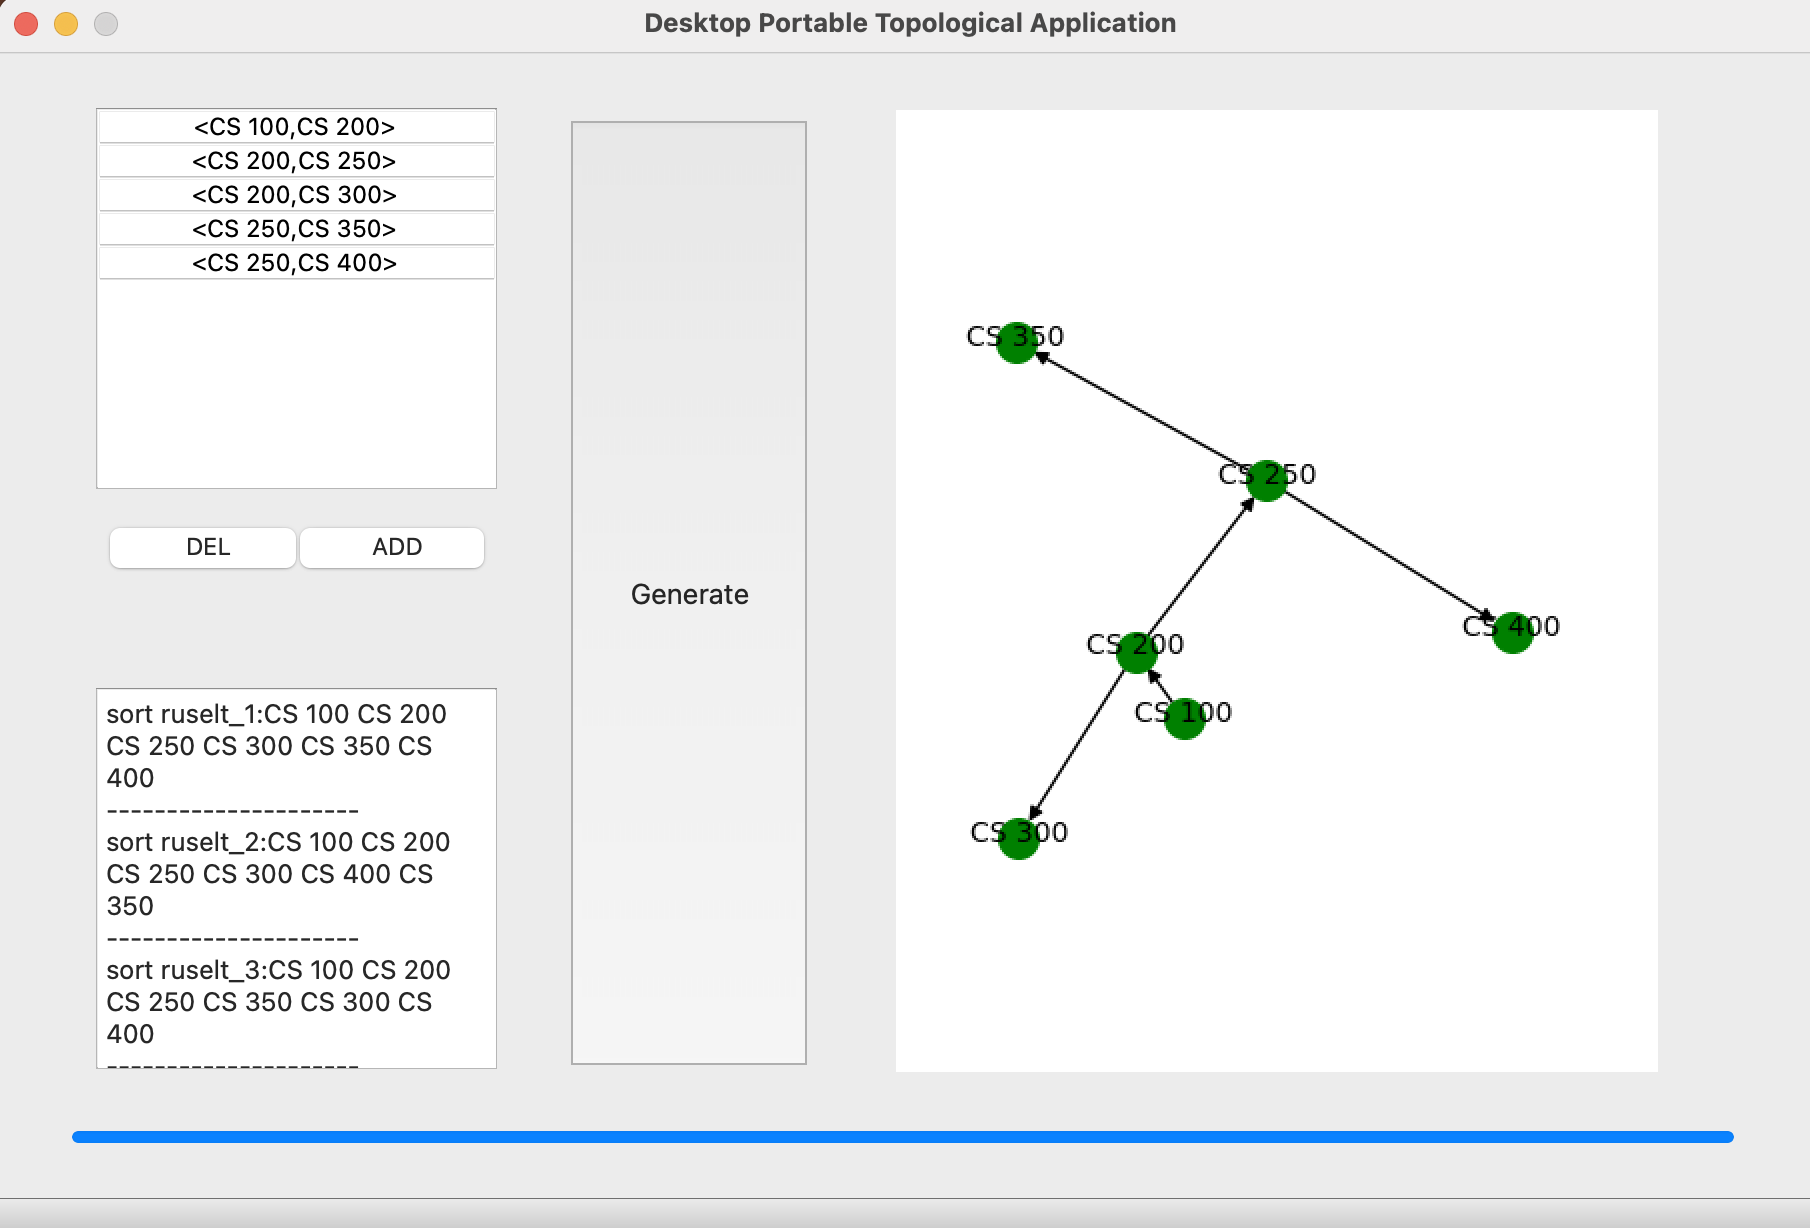 Desktop Portable Topological Application
<CS 100,CS 200>
<CS 200,CS 250>
<CS 200,CS 300>
<CS 250,CS 350>
<CS 250,CS 400>
DEL
ADD
sort ruselt_1:CS 100 CS 200
CS 250 CS 300 CS 350 CS
400
---------------------
sort ruselt_2:CS 100 CS 200
CS 250 CS 300 CS 400 CS
350
---------------------
sort ruselt_3:CS 100 CS 200
CS 250 CS 350 CS 300 CS
400
---------------------
Generate
CS 350
CS 250
CS 400
CS 200
CS 100
CS 300